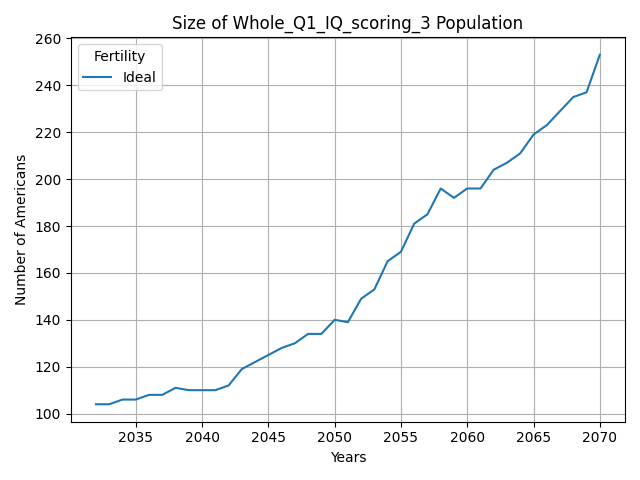 Size of Whole_Q1_IQ_scoring_3 Population
Fertility
Ideal
Number of Americans
260
240
220
200
180
160
140
120
100
2035 2040 2045 2050 2055 2060 2065 2070
Years